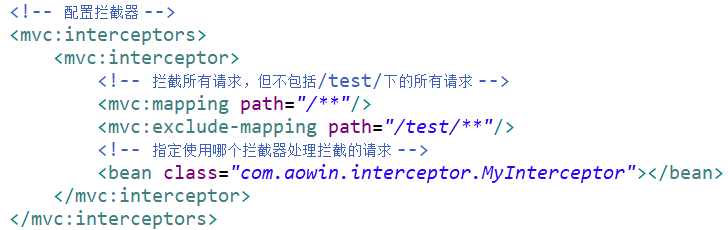 <!-- 配置拦截器 -->
<mvc:interceptors>
    <mvc:interceptor>
        <!-- 拦截所有请求，但不包括/test/下的所有请求 -->
        <mvc:mapping path="/**"/>
        <mvc:exclude-mapping path="/test/**"/>
        <!-- 指定使用哪个拦截器处理拦截的请求 -->
        <bean class="com.aowin.interceptor.MyInterceptor"></bean>
    </mvc:interceptor>
</mvc:interceptors>